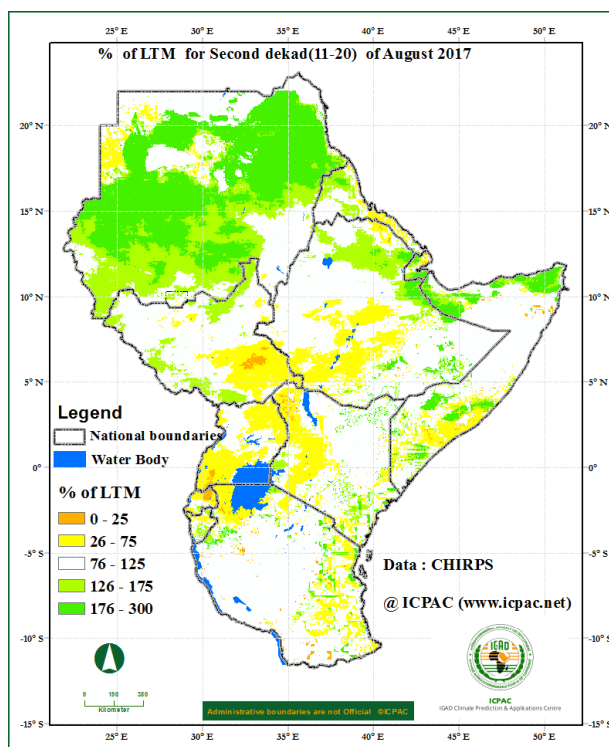 25° E 30° E 35° E 40° E 45° E 50° E
% of LTM for Second dekad(11-20) of August 2017
20° N 20° N
15° N 15° N
10° N 10° N
5° N 5° N
Legend
National boundaries
Water Body
0° 0°
% of LTM
0 - 25
26 - 75
76 - 125
126 - 175
176 - 300
-5° S -5° S
Data : CHIRPS
@ ICPAC (www.icpac.net)
-10° S -10° S
IGAD
ICPAC
IGAD Climate Prediction & Applications Centre
0 150 300
Kilometer
Administrative boundaries are not Official ©ICPAC
-15° S -15° S
25° E 30° E 35° E 40° E 45° E 50° E